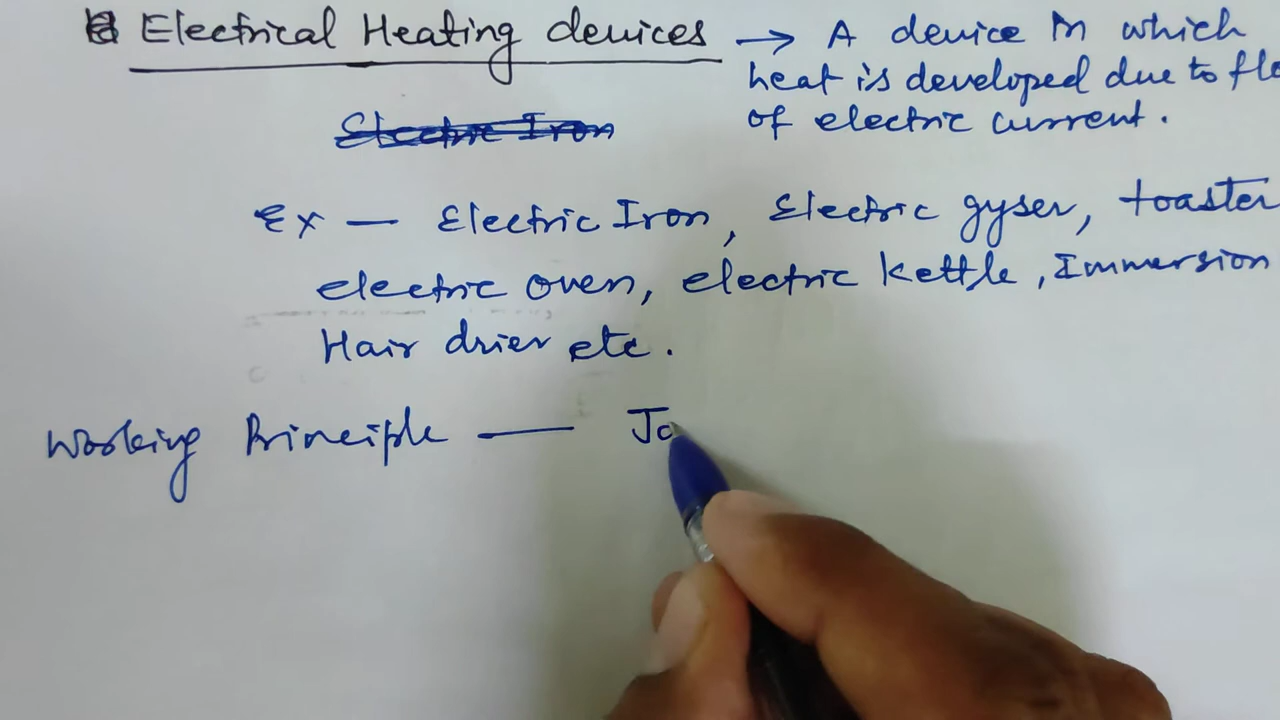 Electrical Heating devices → A device in which
heat is developed due to flo
of electric current.
Electric Iron
Ex — Electric Iron, Electric gyser, toaster
electric oven, electric kettle, Immersion
Hair drier etc.
Working Principle — Jo